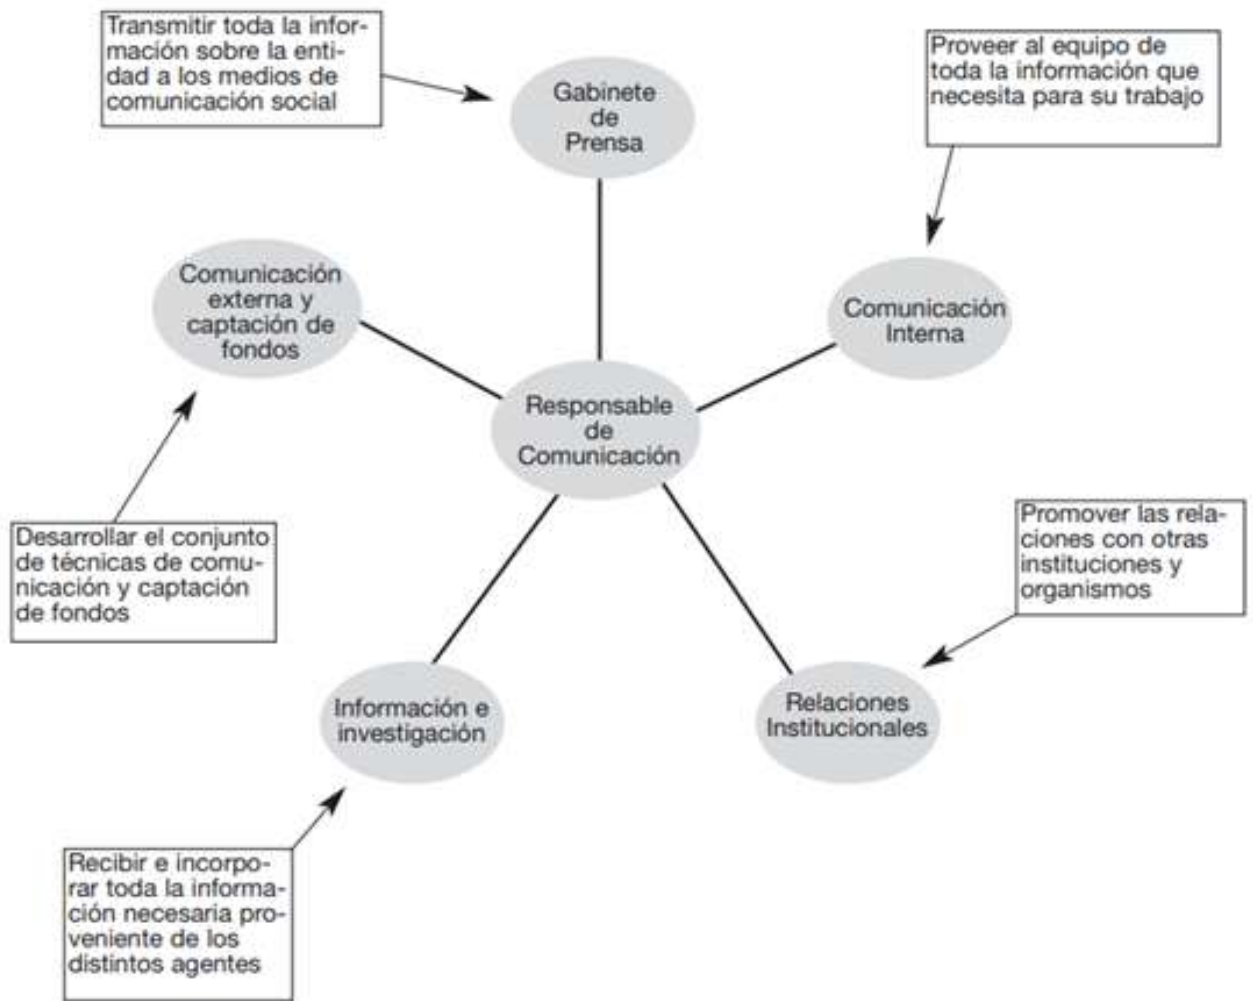 Transmitir toda la infor-
mación sobre la enti-
dad a los medios de
comunicación social
Gabinete
de
Prensa
Proveer al equipo de
toda la información que
necesita para su trabajo
Comunicación
externa y
captación de
fondos
Comunicación
Interna
Responsable
de
Comunicación
Desarrollar el conjunto
de técnicas de comu-
nicación y captación
de fondos
Promover las rela-
ciones con otras
instituciones y
organismos
Información e
investigación
Relaciones
Institucionales
Recibir e incorpo-
rar toda la informa-
ción necesaria pro-
veniente de los
distintos agentes